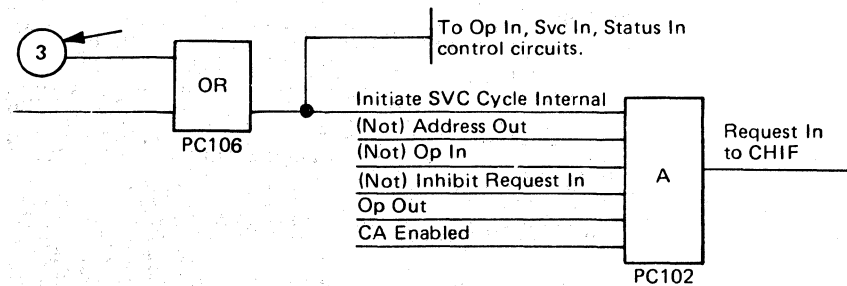 To Op In, Svc In, Status In
control circuits.
3
OR
PC106
Initiate SVC Cycle Internal
(Not) Address Out
(Not) Op In
(Not) Inhibit Request In
Op Out
CA Enabled
A
PC102
Request In
to CHIF